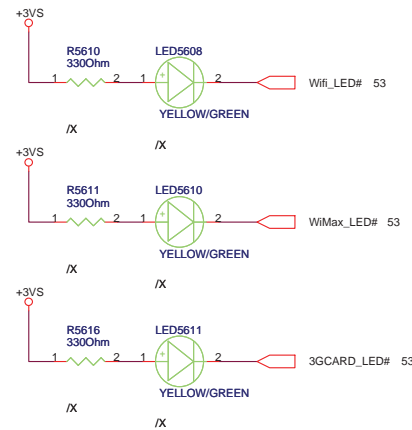 +3VS
R5610 LED5608
330Ohm
1 2 1 + 2 Wifi_LED# 53
YELLOW/GREEN
/X
/X
+3VS
R5611 LED5610
330Ohm
1 2 1 + 2 WiMax_LED# 53
YELLOW/GREEN
/X
/X
+3VS
R5616 LED5611
330Ohm
1 2 1 + 2 3GCARD_LED# 53
YELLOW/GREEN
/X
/X